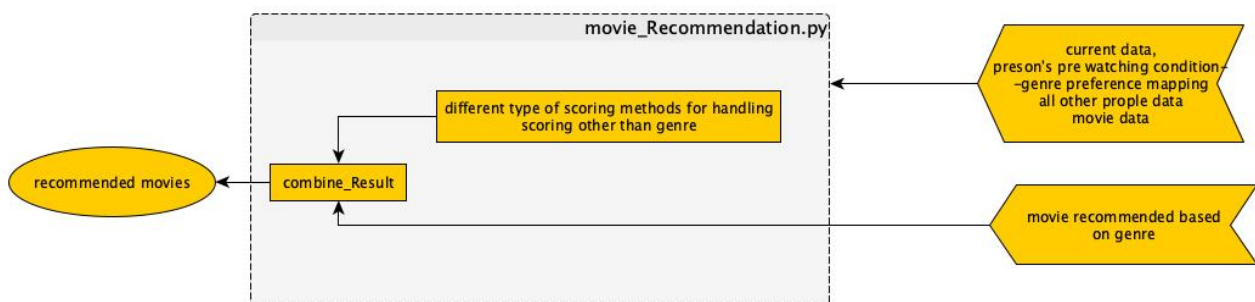 movie_Recommendation.py
current data,
preson's pre watching condition-
-genre preference mapping
all other prople data
movie data
different type of scoring methods for handling
scoring other than genre
recommended movies
combine_Result
movie recommended based
on genre